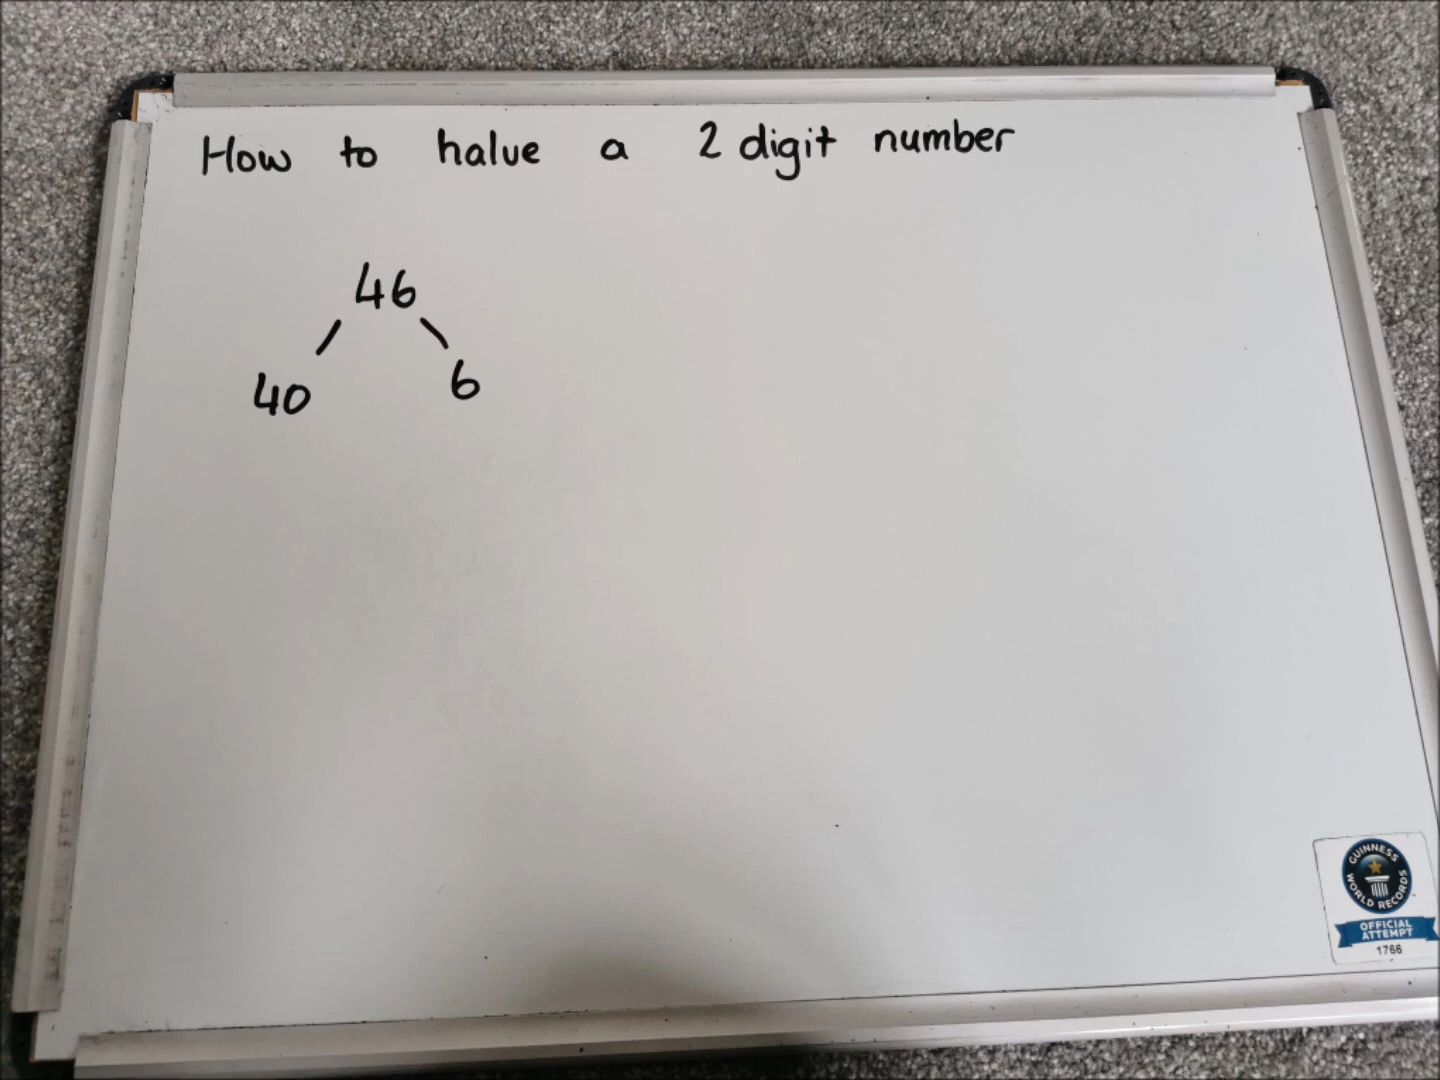 How to halve a 2 digit number
46
40 6
GUINNESS
WORLD RECORDS
OFFICIAL
ATTEMPT
1766